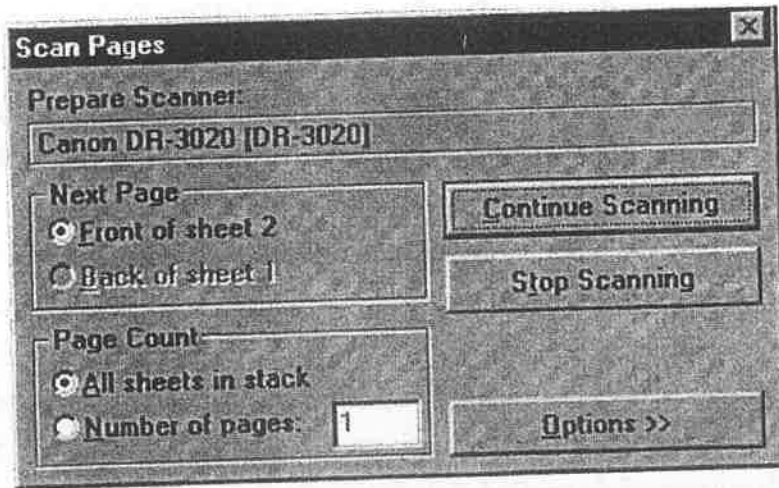 Scan Pages
Prepare Scanner:
Canon DR-3020 [DR-3020]
Next Page
Front of sheet 2
Back of sheet 1
Continue Scanning
Stop Scanning
Page Count
All sheets in stack
Number of pages: 1
Options >>